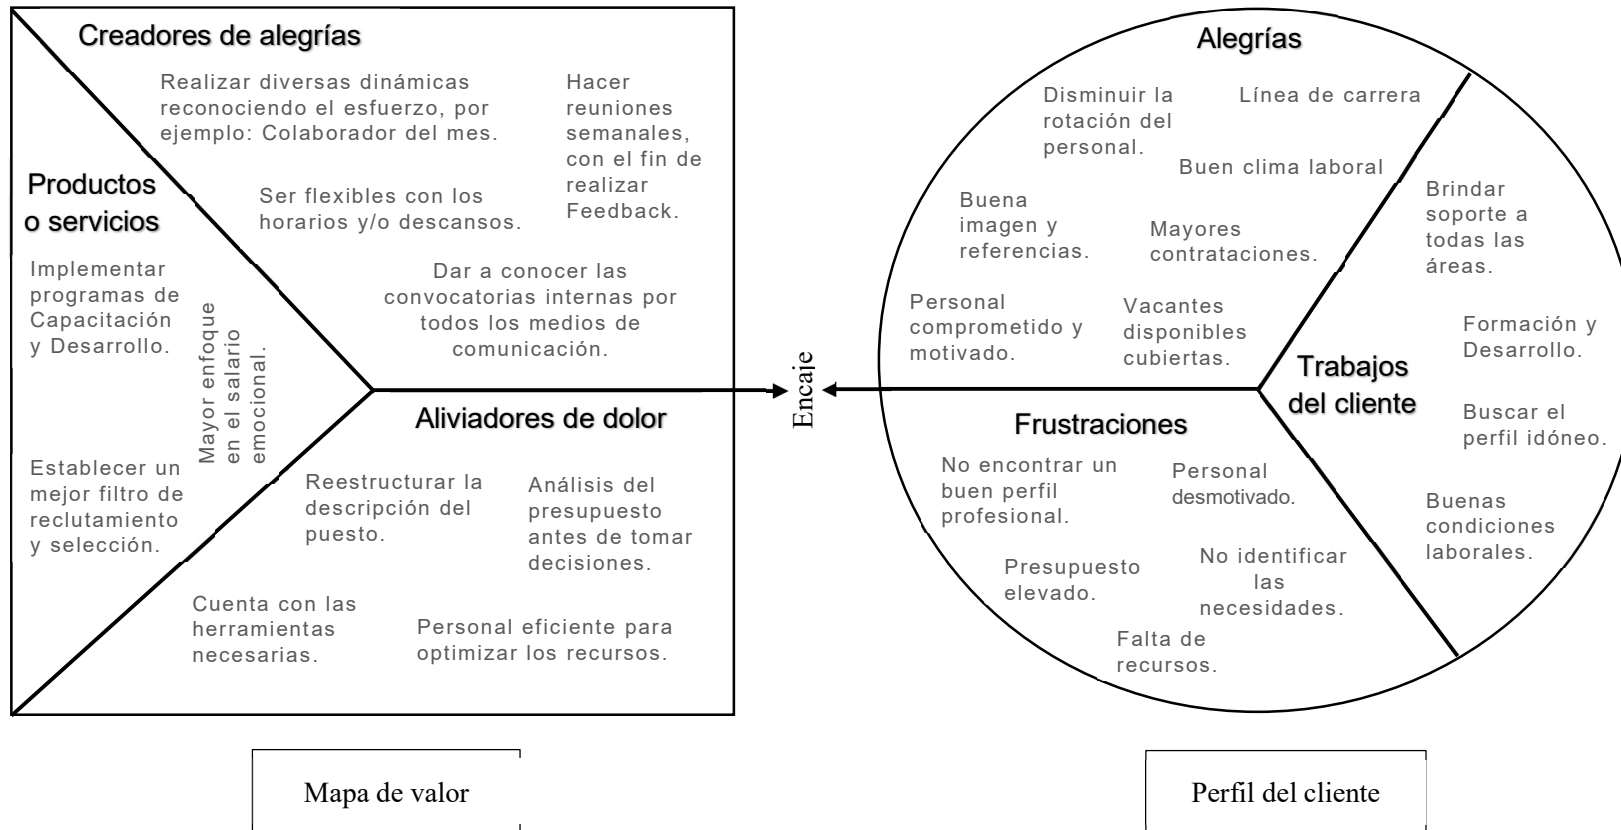 Creadores de alegrías
Realizar diversas dinámicas
reconociendo el esfuerzo, por
ejemplo: Colaborador del mes.
Hacer
reuniones
semanales,
con el fin de
realizar
Feedback.
Ser flexibles con los
horarios y/o descansos.
Dar a conocer las
convocatorias internas por
todos los medios de
comunicación.
Productos
o servicios
Implementar
programas de
Capacitación
y Desarrollo.
Mayor enfoque
en el salario
emocional.
Establecer un
mejor filtro de
reclutamiento
y selección.
Aliviadores de dolor
Reestructurar la
descripción del
puesto.
Análisis del
presupuesto
antes de tomar
decisiones.
Cuenta con las
herramientas
necesarias.
Personal eficiente para
optimizar los recursos.
Encaje
Alegrías
Disminuir la
rotación del
personal.
Línea de carrera
Buen clima laboral
Buena
imagen y
referencias.
Mayores
contrataciones.
Personal
comprometido y
motivado.
Vacantes
disponibles
cubiertas.
Trabajos
del cliente
Brindar
soporte a
todas las
áreas.
Formación y
Desarrollo.
Buscar el
perfil idóneo.
Buenas
condiciones
laborales.
Frustraciones
No encontrar un
buen perfil
profesional.
Personal
desmotivado.
Presupuesto
elevado.
No identificar
las
necesidades.
Falta de
recursos.
Mapa de valor
Perfil del cliente